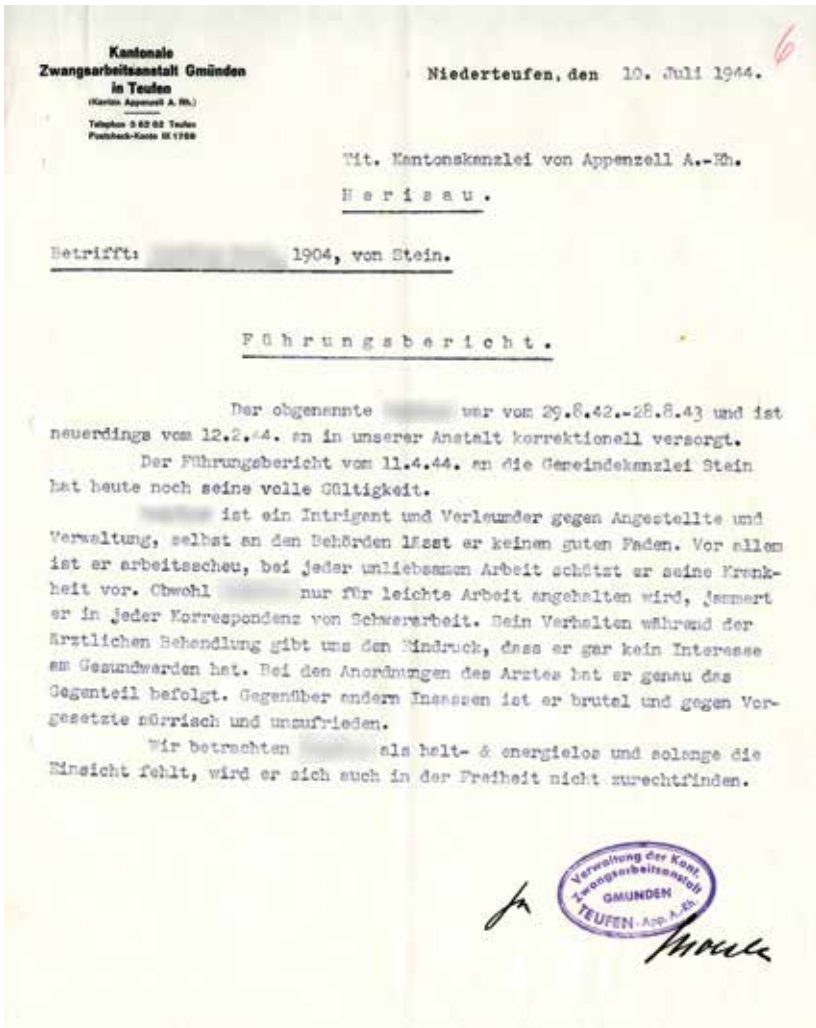 6
Kantonale
Zwangsarbeitsanstalt Gmünden
in Teufen
(Kanton Appenzell A. Rh.)
Telephon 3 62 02 Teufen
Postcheck-Konto IX 1769
Niederteufen, den 10. Juli 1944.
Tit. Kantonskanzlei von Appenzell A.-Rh.
Herisau.
Betrifft: 1904, von Stein.
Führungsbericht.
Der obgenannte war vom 29.8.42.-28.8.43 und ist
neuerdings vom 12.2.44. an in unserer Anstalt korrektionell versorgt.
Der Führungsbericht vom 11.4.44. an die Gemeindekanzlei Stein
hat heute noch seine volle Gültigkeit.
ist ein Intrigant und Verleumder gegen Angestellte und
Verwaltung, selbst an den Behörden lässt er keinen guten Faden. Vor allem
ist er arbeitsscheu, bei jeder unliebsamen Arbeit schützt er seine Krank-
heit vor. Obwohl nur für leichte Arbeit angehalten wird, jammert
er in jeder Korrespondenz von Schwerarbeit. Sein Verhalten während der
ärztlichen Behandlung gibt uns den Eindruck, dass er gar kein Interesse
am Gesundwerden hat. Bei den Anordnungen des Arztes hat er genau das
Gegenteil befolgt. Gegenüber andern Insassen ist er brutal und gegen Vor-
gesetzte mürrisch und unzufrieden.
Wir betrachten als halt- & energielos und solange die
Einsicht fehlt, wird er sich auch in der Freiheit nicht zurechtfinden.
Verwaltung der Kant.
Zwangsarbeitsanstalt
GMÜNDEN
TEUFEN - App. A.-Rh.